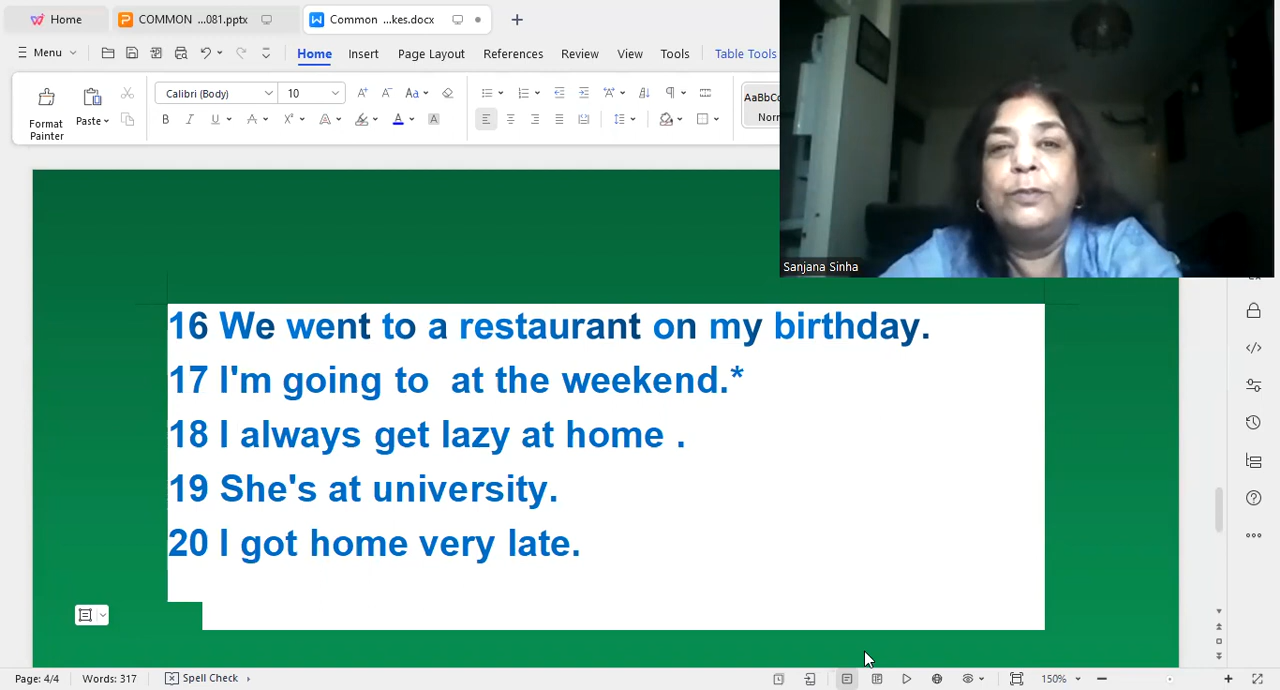 Home
COMMON ...081.pptx
Common ...kes.docx
Menu
Home
Insert
Page Layout
References
Review
View
Tools
Table Tools
Format
Painter
Paste
Calibri (Body)
10
AaBbCc
Norr
Sanjana Sinha
16 We went to a restaurant on my birthday.
17 I'm going to  at the weekend.*
18 I always get lazy at home .
19 She's at university.
20 I got home very late.
Page: 4/4
Words: 317
Spell Check
150%